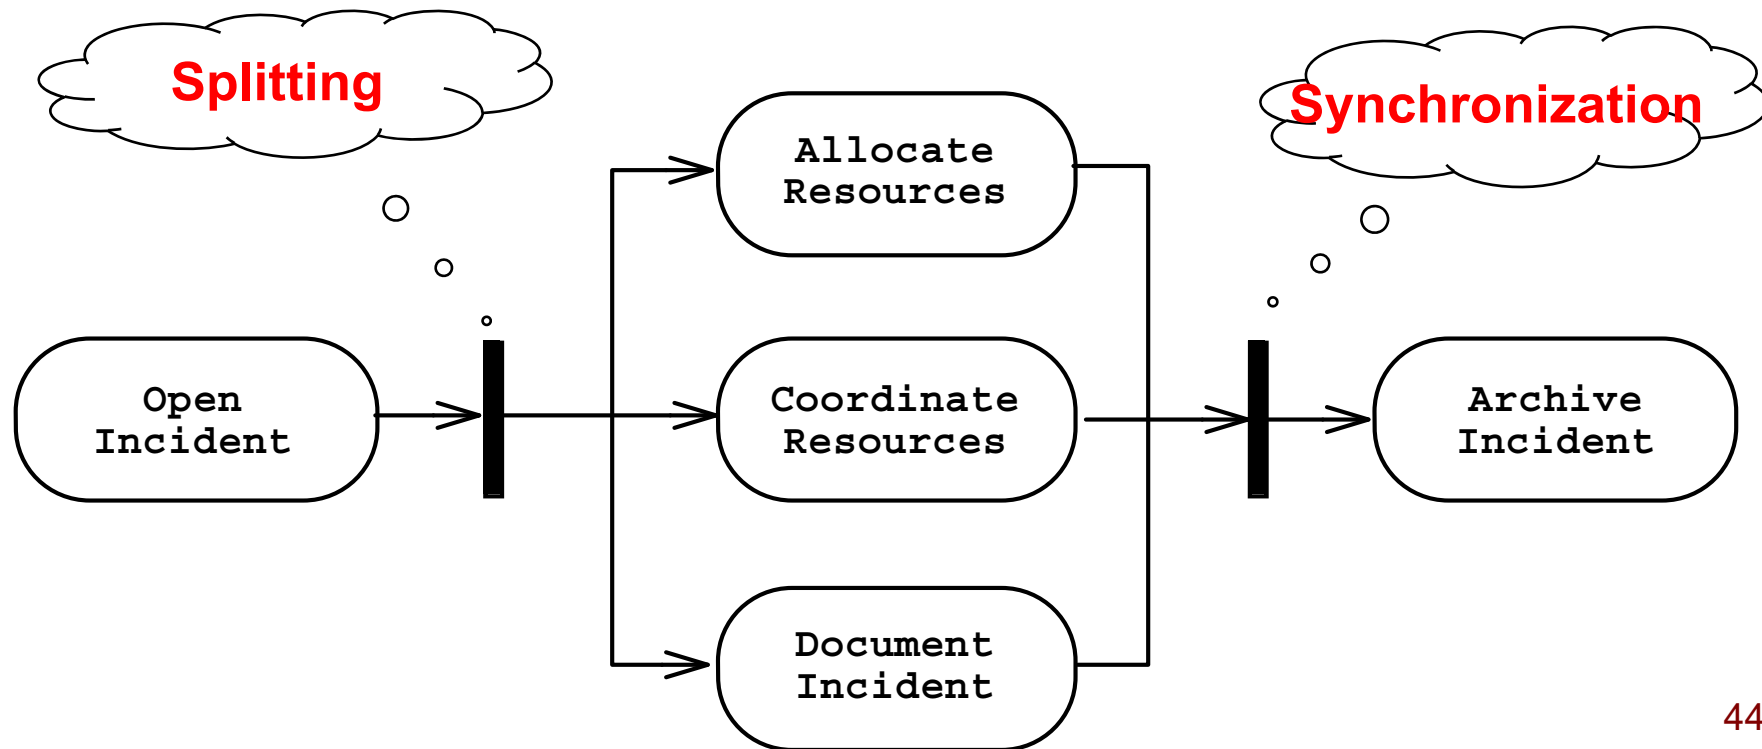 Splitting
Synchronization
Allocate
Resources
Open
Incident
Coordinate
Resources
Archive
Incident
Document
Incident
44